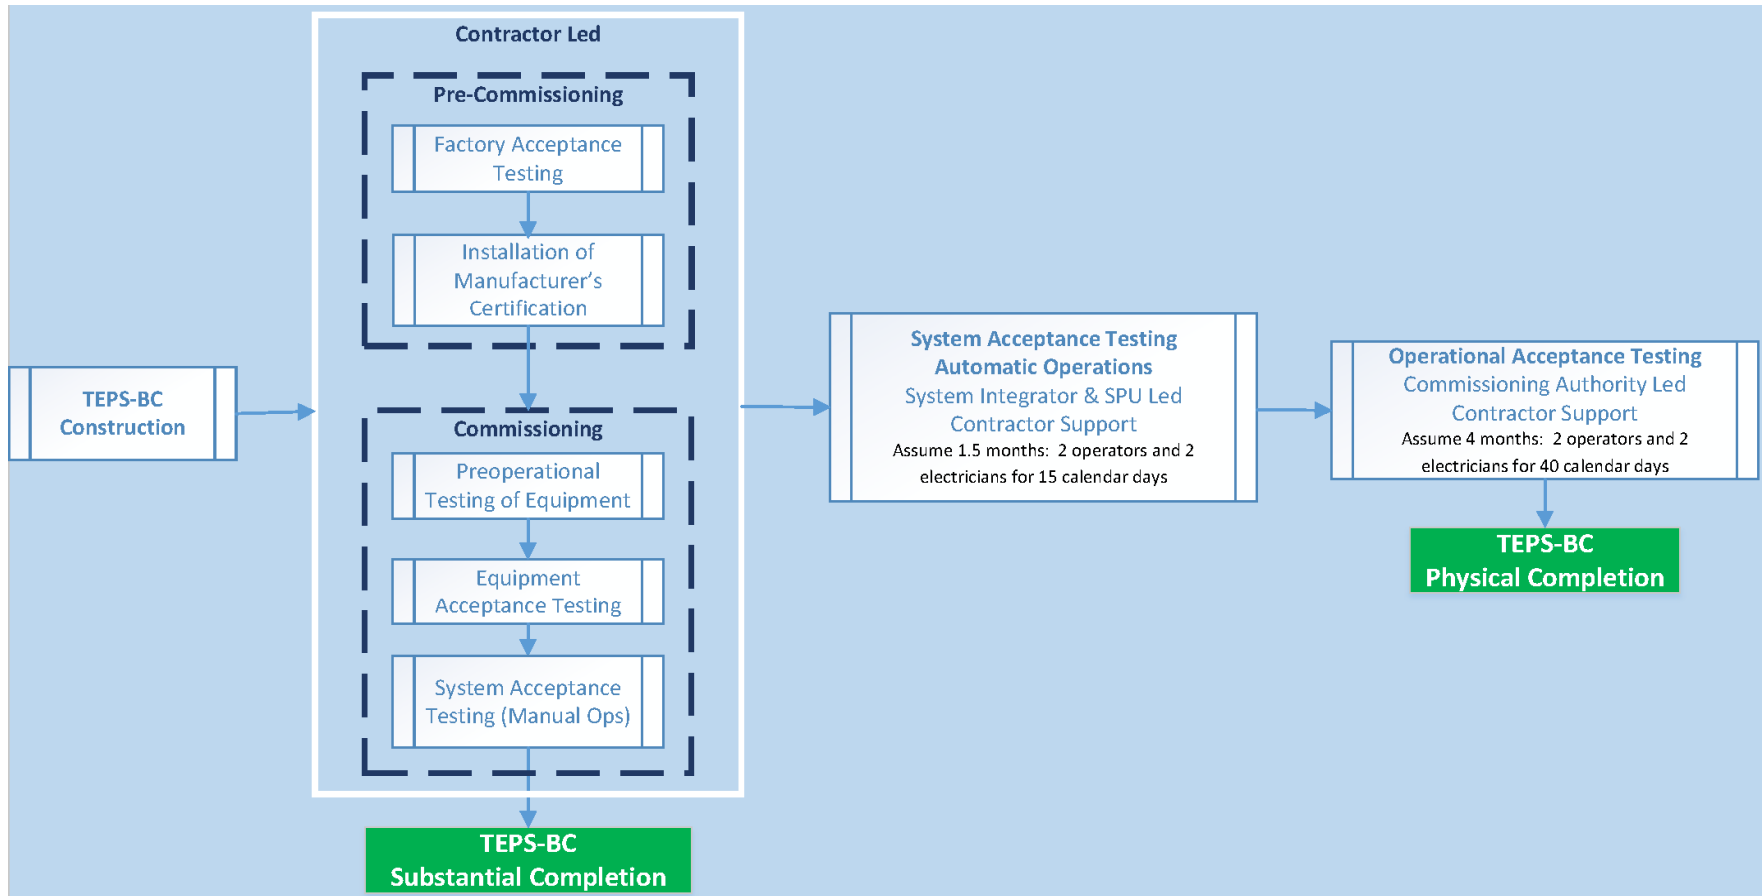 Contractor Led
Pre-Commissioning
Factory Acceptance
Testing
Installation of
Manufacturer’s
Certification
TEPS-BC
Construction
Commissioning
Preoperational
Testing of Equipment
Equipment
Acceptance Testing
System Acceptance
Testing (Manual Ops)
TEPS-BC
Substantial Completion
System Acceptance Testing
Automatic Operations
System Integrator & SPU Led
Contractor Support
Assume 1.5 months:  2 operators and 2
electricians for 15 calendar days
Operational Acceptance Testing
Commissioning Authority Led
Contractor Support
Assume 4 months:  2 operators and 2
electricians for 40 calendar days
TEPS-BC
Physical Completion